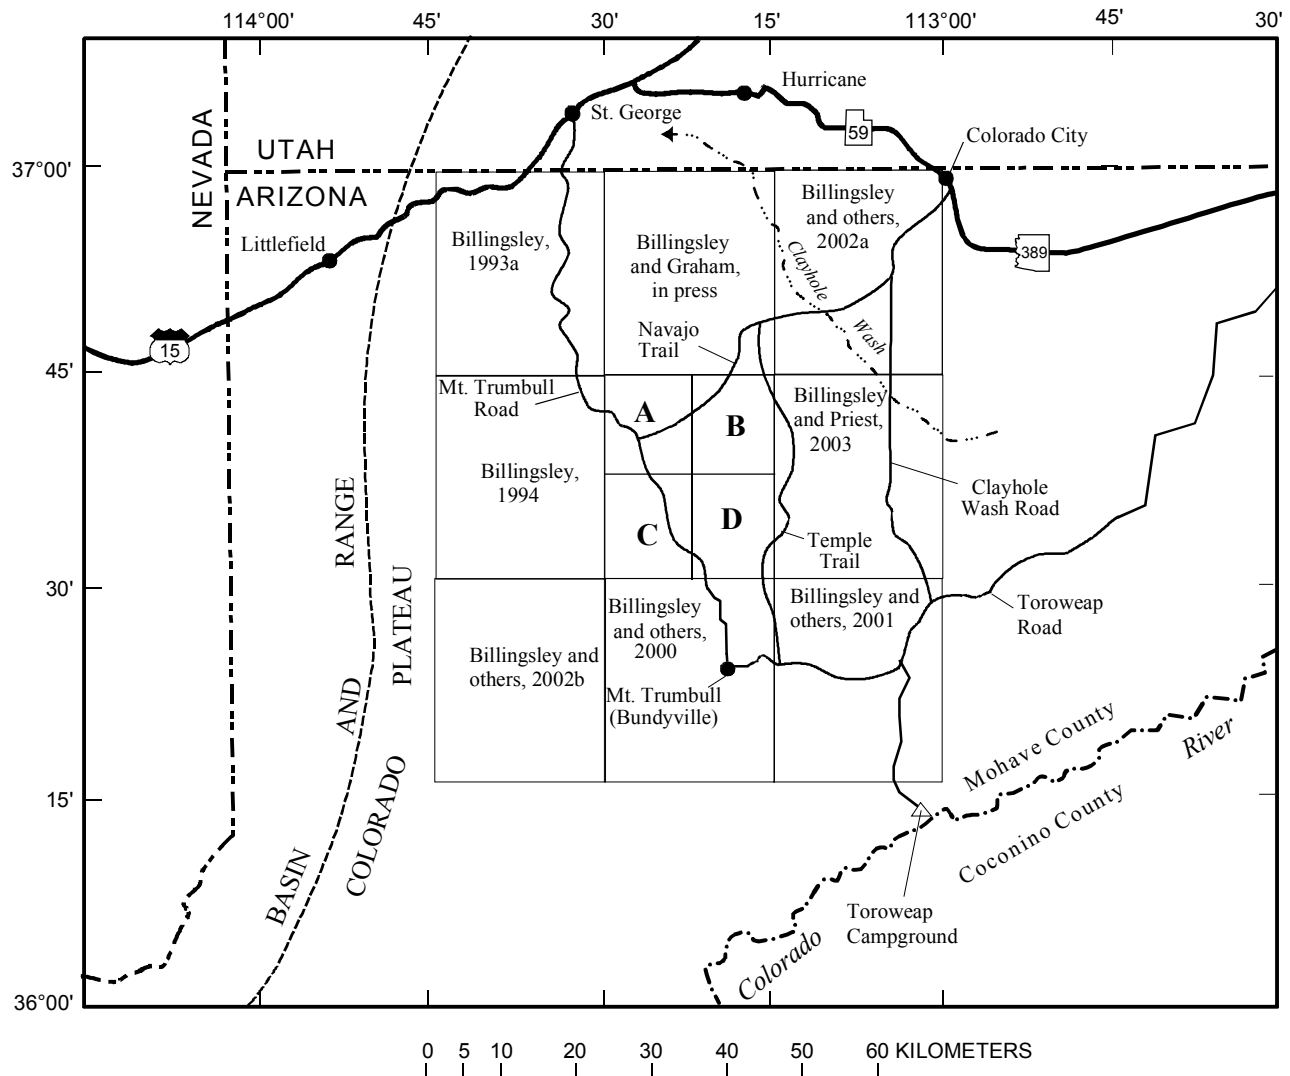 114°00' 45' 30' 15' 113°00' 45' 30'
Hurricane
St. George
59
Colorado City
NEVADA
UTAH
37°00'
ARIZONA
Littlefield
Billingsley,
1993a
Billingsley
and Graham,
in press
Billingsley
and others,
2002a
389
Clayhole
Wash
15
Navajo
Trail
45'
Mt. Trumbull
Road
A
B
Billingsley
and Priest,
2003
Billingsley,
1994
Clayhole
Wash Road
C
D
Temple
Trail
RANGE
PLATEAU
30'
Billingsley
and others,
2000
Billingsley and
others, 2001
Toroweap
Road
Billingsley and
others, 2002b
Mt. Trumbull
(Bundyville)
AND
COLORADO
BASIN
15'
Mohave County
River
Coconino County
Toroweap
Campground
Colorado
36°00'
0 5 10 20 30 40 50 60 KILOMETERS